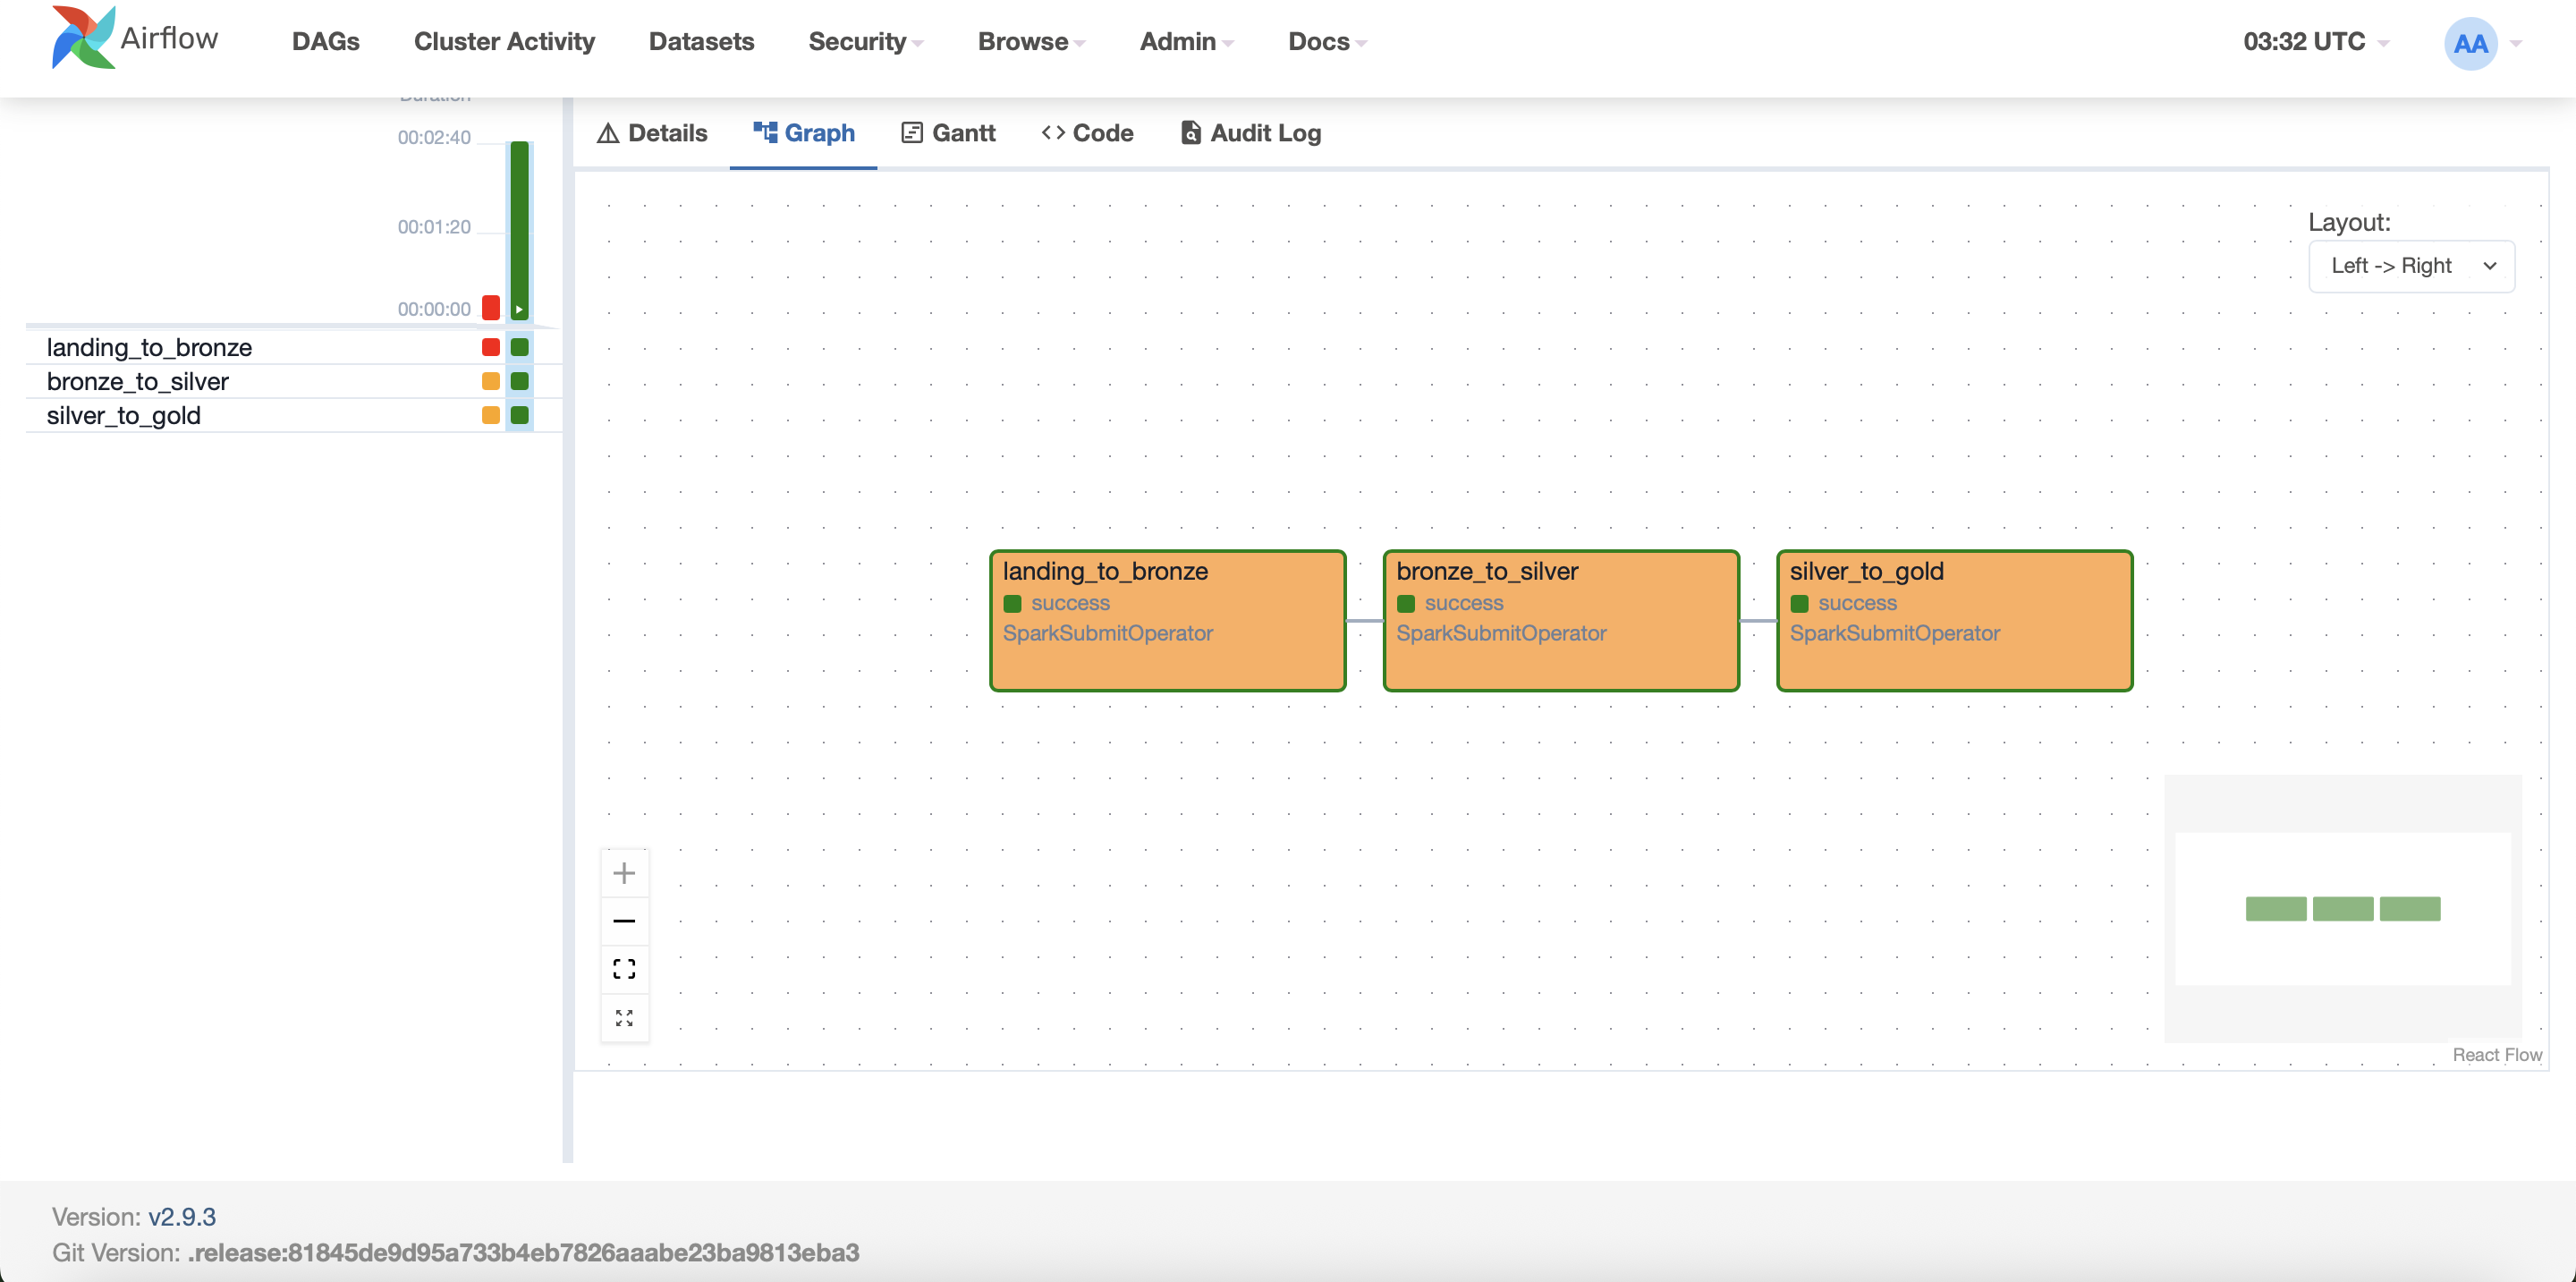 Airflow
DAGs Cluster Activity Datasets Security Browse Admin Docs
03:32 UTC
AA
Duration
00:02:40
00:01:20
00:00:00
landing_to_bronze
bronze_to_silver
silver_to_gold
Details Graph Gantt Code Audit Log
Layout:
Left -> Right
landing_to_bronze
success
SparkSubmitOperator
bronze_to_silver
success
SparkSubmitOperator
silver_to_gold
success
SparkSubmitOperator
React Flow
Version: v2.9.3
Git Version: .release:81845de9d95a733b4eb7826aaabe23ba9813eba3